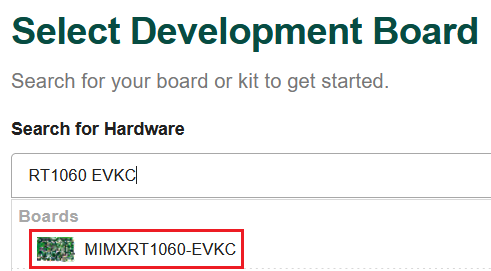 Select Development Board
Search for your board or kit to get started.
Search for Hardware
RT1060 EVKC
Boards
MIMXRT1060-EVKC